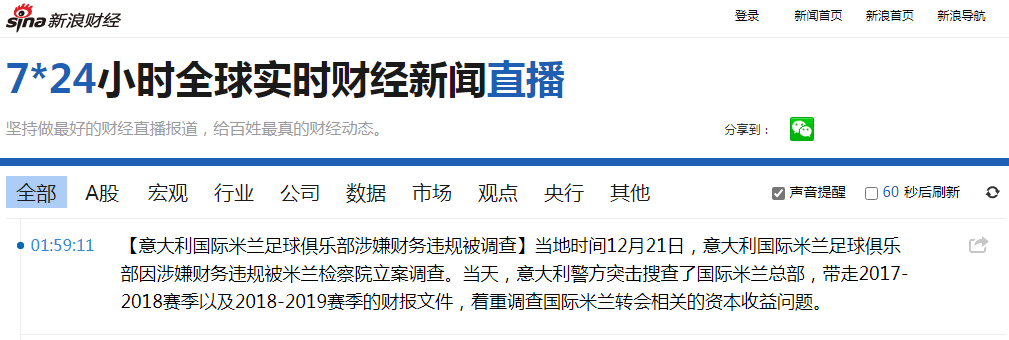 sina新浪财经
登录 新闻首页 新浪首页 新浪导航
7*24小时全球实时财经新闻直播
坚持做最好的财经直播报道，给百姓最真的财经动态。
分享到：
全部 A股 宏观 行业 公司 数据 市场 观点 央行 其他
声音提醒 60 秒后刷新
01:59:11
【意大利国际米兰足球俱乐部涉嫌财务违规被调查】当地时间12月21日，意大利国际米兰足球俱乐
部因涉嫌财务违规被米兰检察院立案调查。当天，意大利警方突击搜查了国际米兰总部，带走2017-
2018赛季以及2018-2019赛季的财报文件，着重调查国际米兰转会相关的资本收益问题。